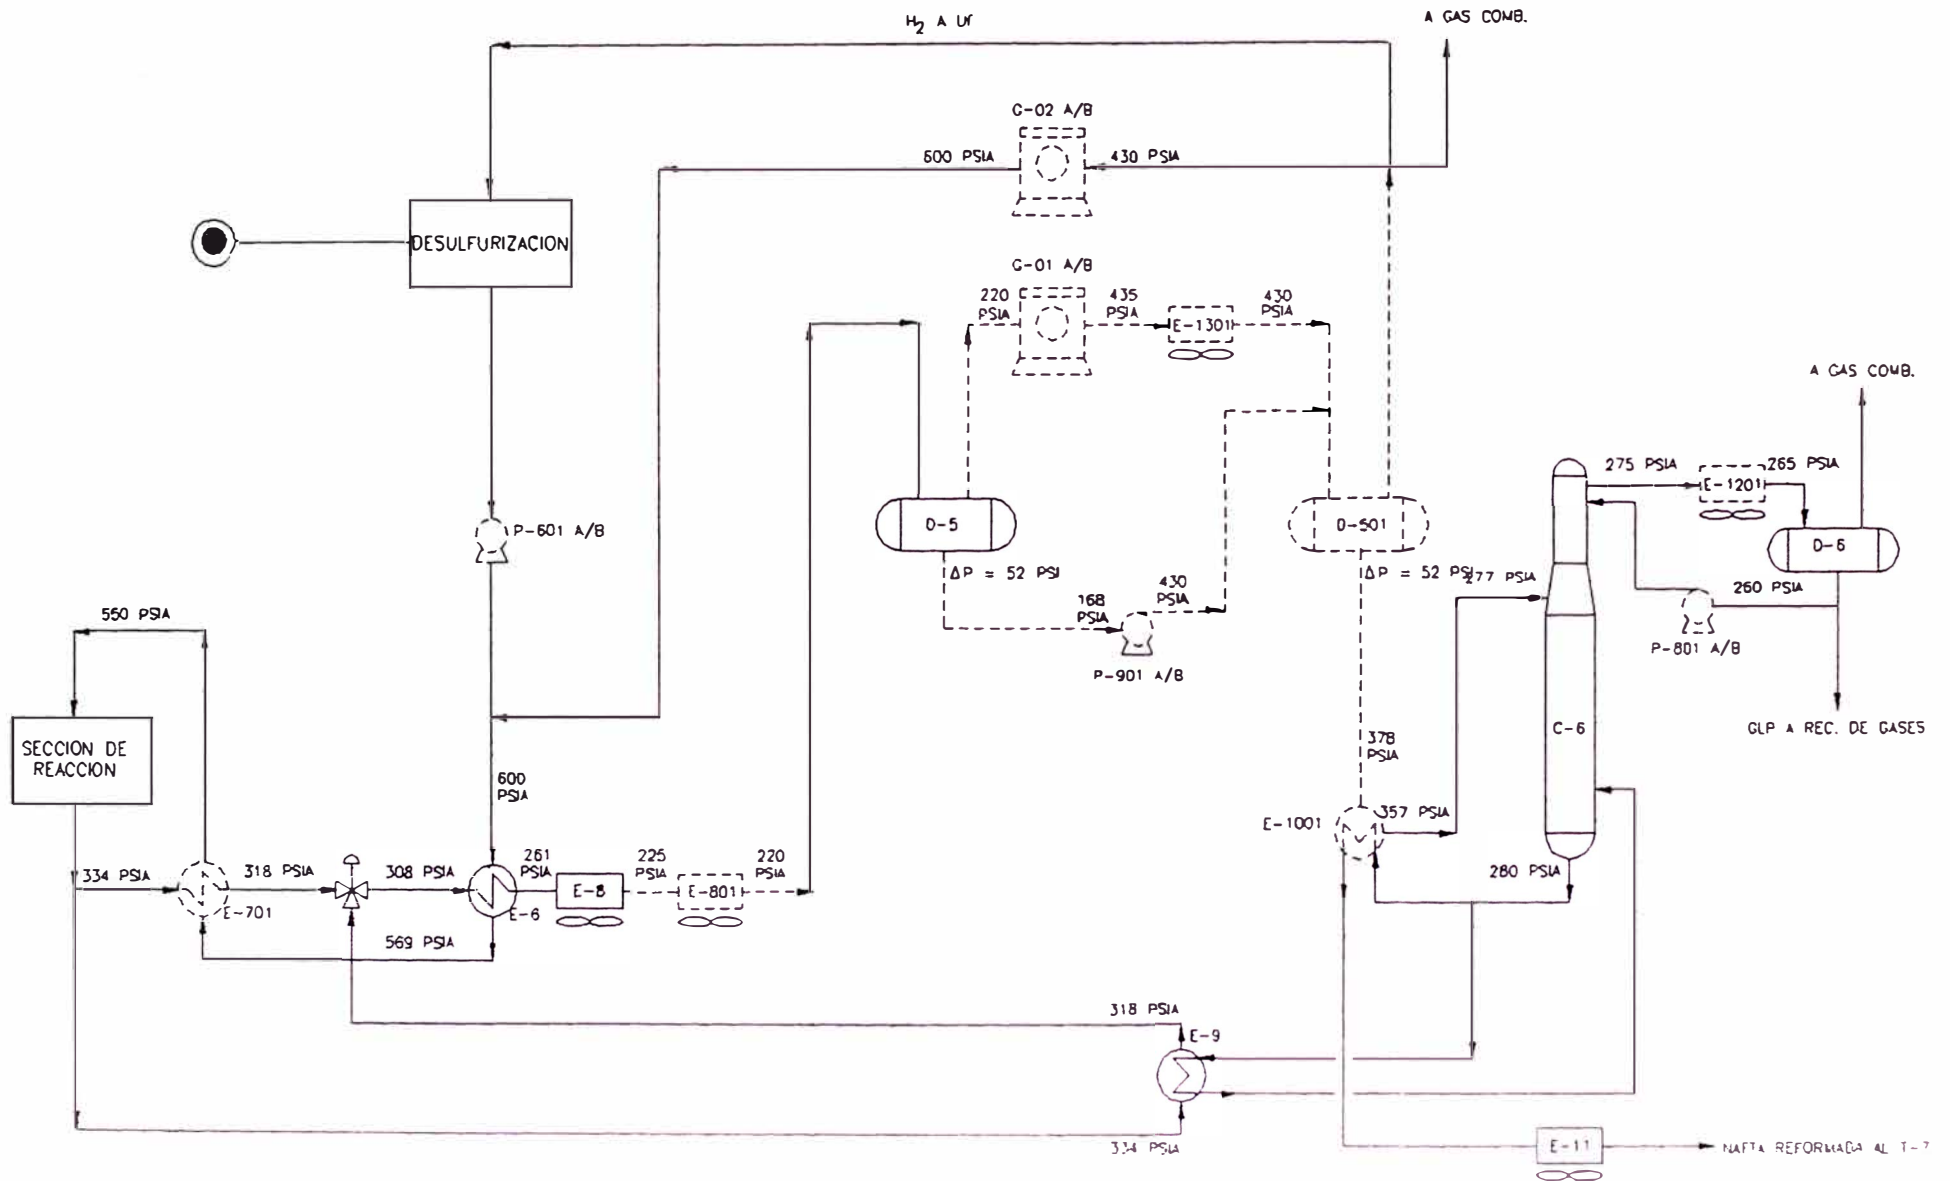 H2 A Uf
A GAS COMB.
C-02 A/B
600 PSIA
430 PSIA
DESULFURIZACION
C-01 A/B
220
PSIA
435
PSIA
E-1301
430
PSIA
A GAS COMB.
275 PSIA
E-1201
265 PSIA
P-601 A/B
D-5
D-501
D-6
ΔP = 52 PSI
ΔP = 52 PSI
277 PSIA
260 PSIA
168
PSIA
430
PSIA
P-801 A/B
P-901 A/B
550 PSIA
SECCION DE
REACCION
C-6
GLP A REC. DE GASES
378
PSIA
600
PSIA
E-1001
357 PSIA
334 PSIA
318 PSIA
308 PSIA
261
PSIA
E-8
225
PSIA
E-801
220
PSIA
280 PSIA
E-701
E-6
569 PSIA
318 PSIA
E-9
334 PSIA
E-11
NAFTA REFORMADA AL T-7